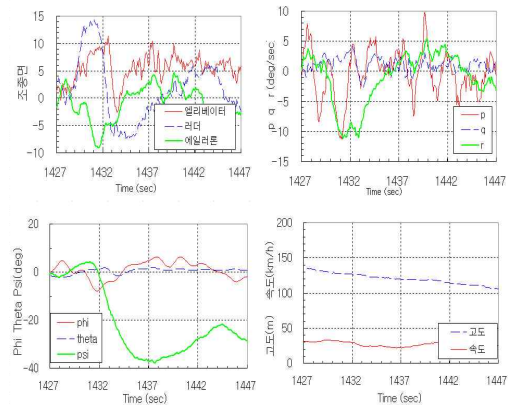 조종면
15
10
5
0
-5
-10
엘리베이터
러더
에일러론
1427 1432 1437 1442 1447
Time (sec)
p q r (deg/sec
10
5
0
-5
-10
-15
p
q
r
1427 1432 1437 1442 1447
Time(sec)
Phi Theta Psi(deg)
20
0
-20
-40
phi
theta
psi
1427 1432 1437 1442 1447
Time (sec)
고도(m) 속도(km/h)
200
150
100
50
0
고도
속도
1427 1432 1437 1442 1447
Time (sec)